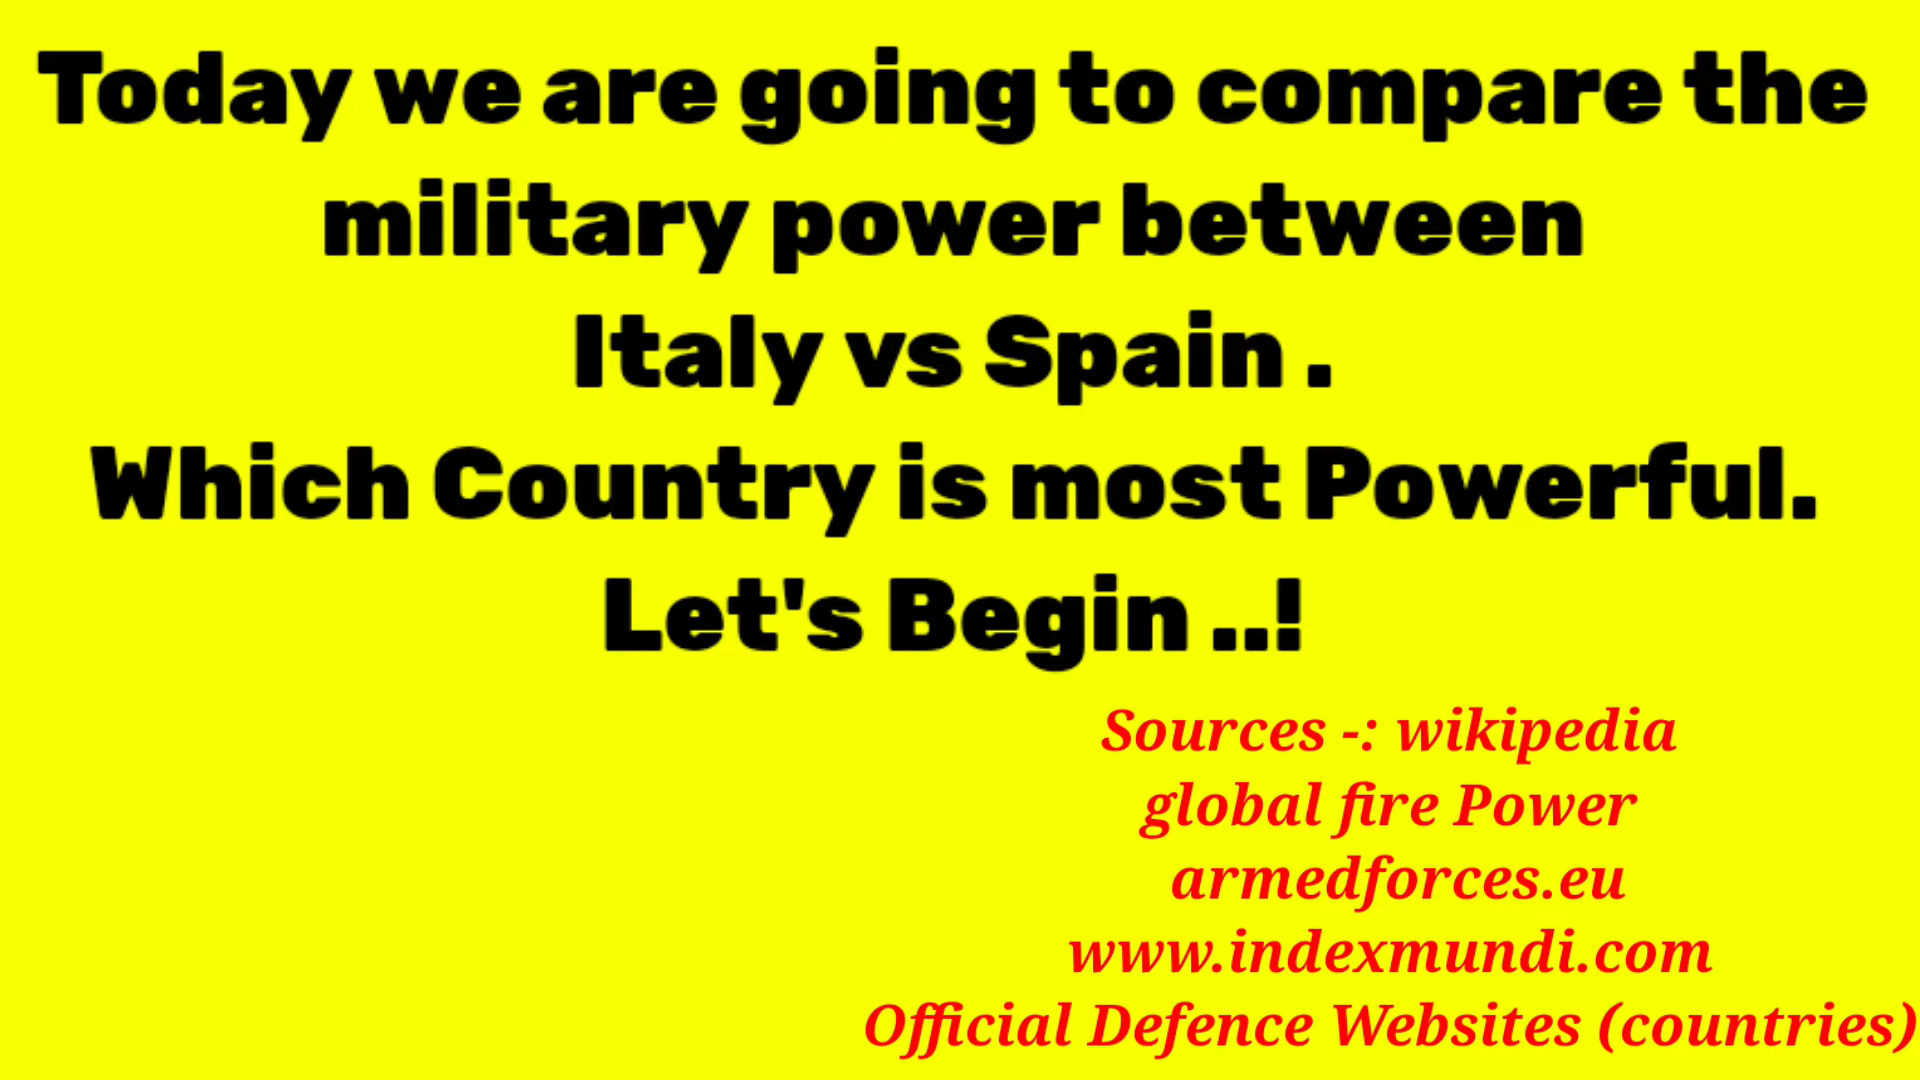 Today we are going to compare the
military power between
Italy vs Spain .
Which Country is most Powerful.
Let's Begin ..!
Sources -: wikipedia
global fire Power
armedforces.eu
www.indexmundi.com
Official Defence Websites (countries)